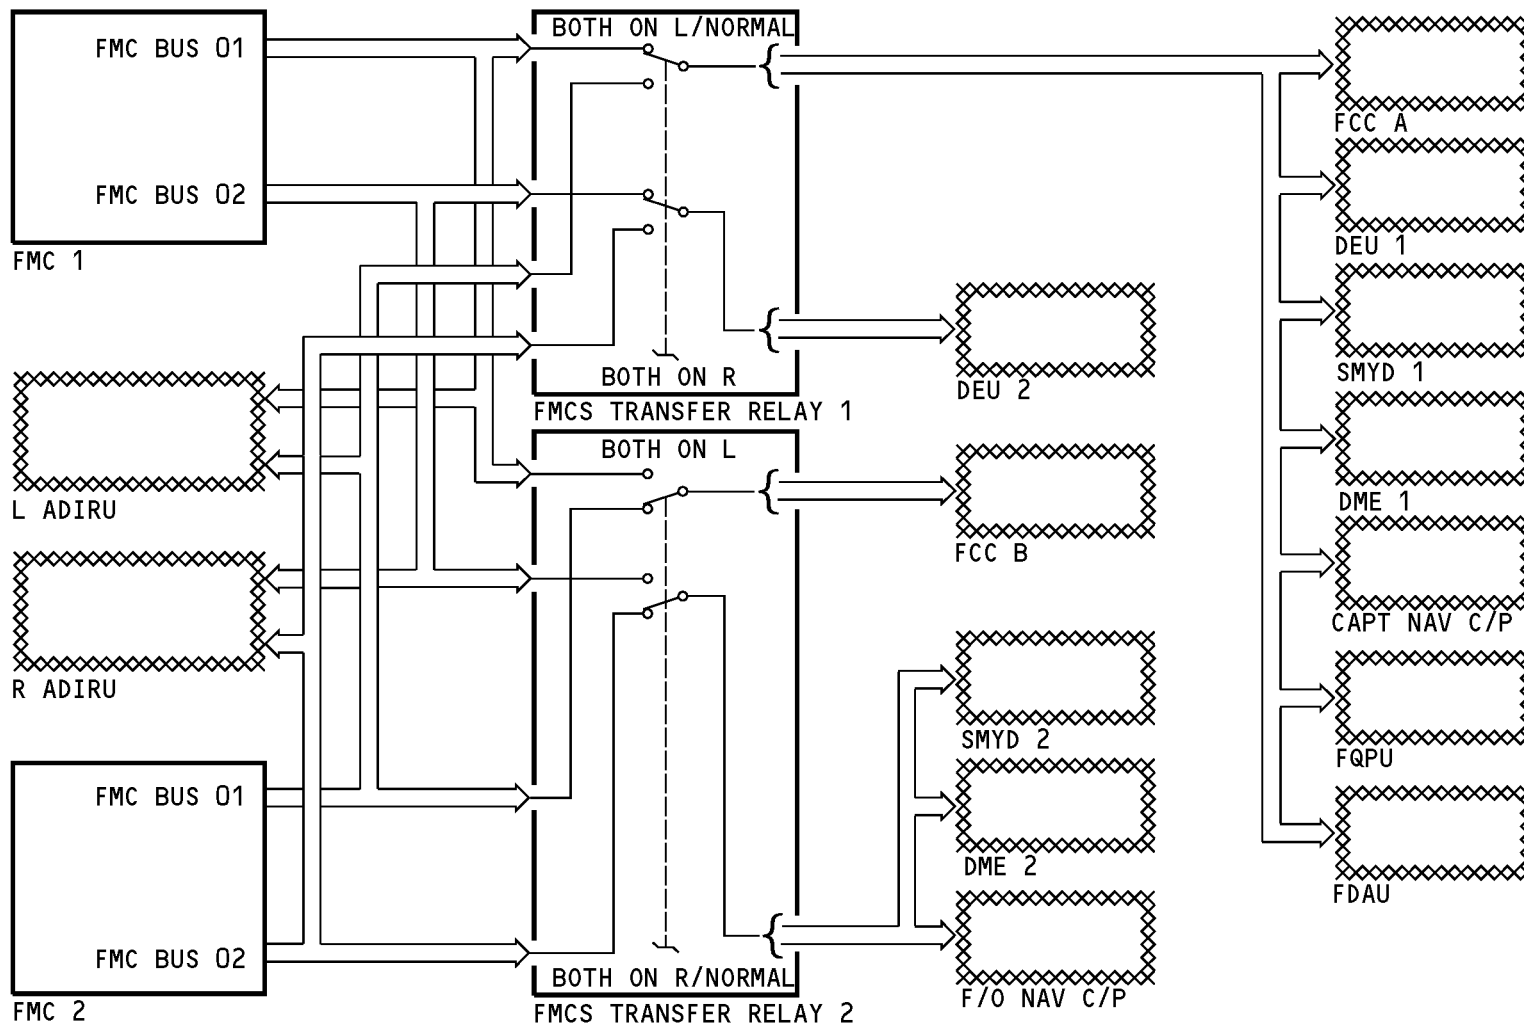 FMC BUS 01
FMC BUS 02
FMC 1
L ADIRU
R ADIRU
FMC BUS 01
FMC BUS 02
FMC 2
BOTH ON L/NORMAL
BOTH ON R
FMCS TRANSFER RELAY 1
BOTH ON L
BOTH ON R/NORMAL
FMCS TRANSFER RELAY 2
DEU 2
FCC B
SMYD 2
DME 2
F/O NAV C/P
FCC A
DEU 1
SMYD 1
DME 1
CAPT NAV C/P
FQPU
FDAU